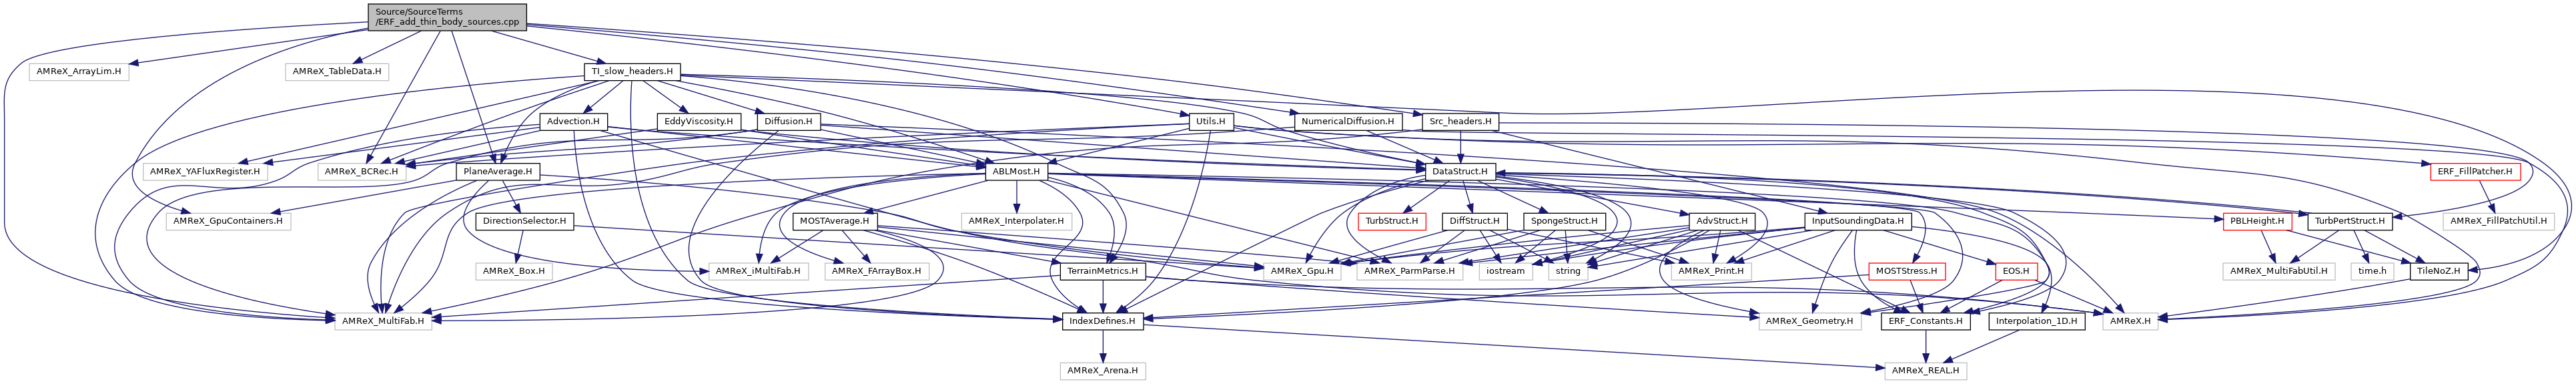 Source/SourceTerms
/ERF_add_thin_body_sources.cpp
AMReX_ArrayLim.H
AMReX_TableData.H
TI_slow_headers.H
Advection.H
EddyViscosity.H
Diffusion.H
Utils.H
NumericalDiffusion.H
Src_headers.H
AMReX_YAFluxRegister.H
AMReX_BCRec.H
PlaneAverage.H
ABLMost.H
DataStruct.H
ERF_FillPatcher.H
AMReX_GpuContainers.H
DirectionSelector.H
MOSTAverage.H
AMReX_Interpolater.H
TurbStruct.H
DiffStruct.H
SpongeStruct.H
AdvStruct.H
InputSoundingData.H
PBLHeight.H
TurbPertStruct.H
AMReX_FillPatchUtil.H
AMReX_Box.H
AMReX_iMultiFab.H
AMReX_FArrayBox.H
TerrainMetrics.H
AMReX_Gpu.H
AMReX_ParmParse.H
iostream
string
AMReX_Print.H
MOSTStress.H
EOS.H
AMReX_MultiFabUtil.H
time.h
TileNoZ.H
AMReX_MultiFab.H
IndexDefines.H
AMReX_Geometry.H
ERF_Constants.H
Interpolation_1D.H
AMReX.H
AMReX_Arena.H
AMReX_REAL.H